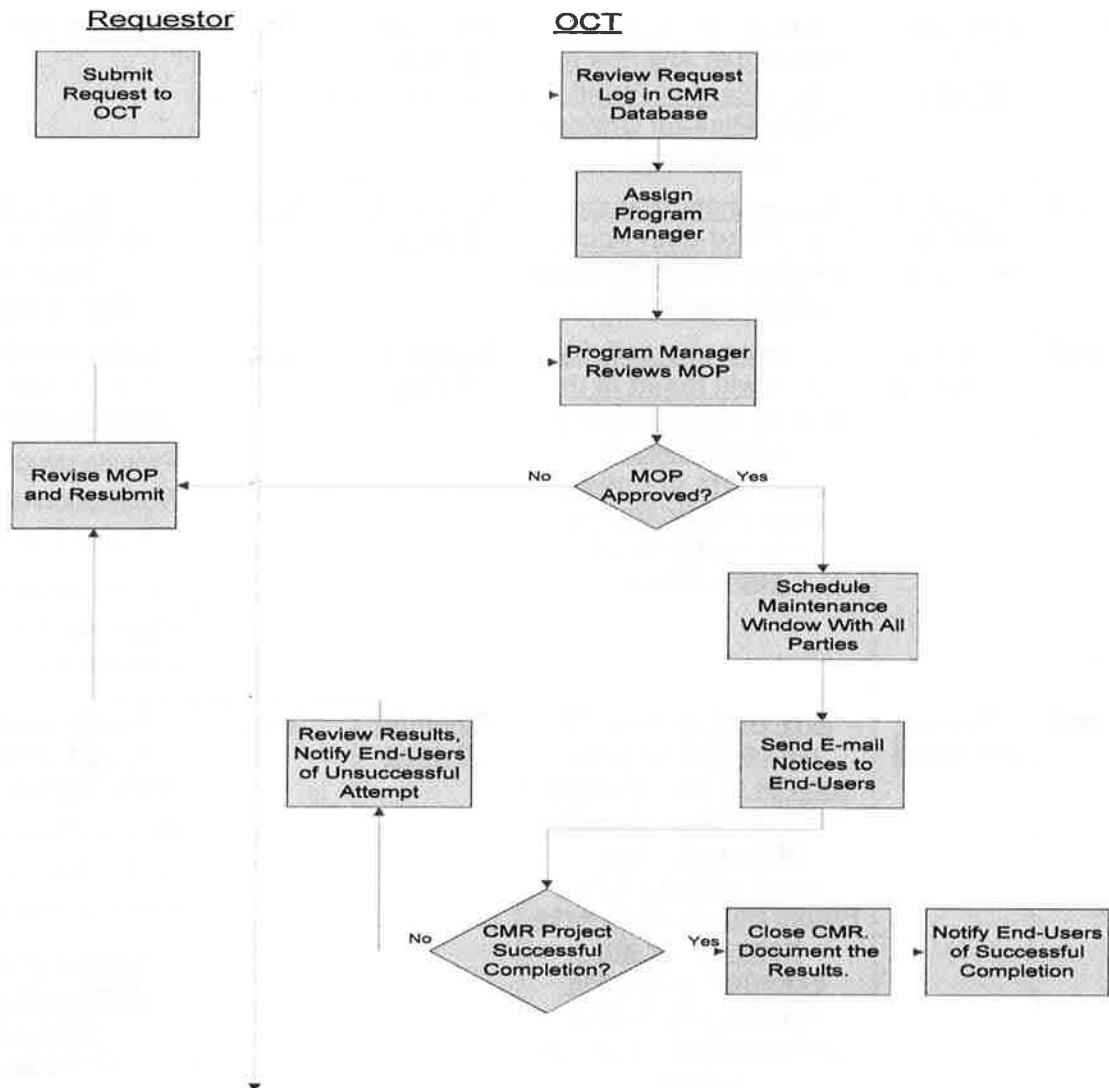 Requestor
OCT
Submit
Request to
OCT
Review Request
Log in CMR
Database
Assign
Program
Manager
Program Manager
Reviews MOP
Revise MOP
and Resubmit
No
MOP
Approved?
Yes
Schedule
Maintenance
Window With All
Parties
Review Results,
Notify End-Users
of Unsuccessful
Attempt
Send E-mail
Notices to
End-Users
No
CMR Project
Successful
Completion?
Yes
Close CMR.
Document the
Results.
Notify End-Users
of Successful
Completion